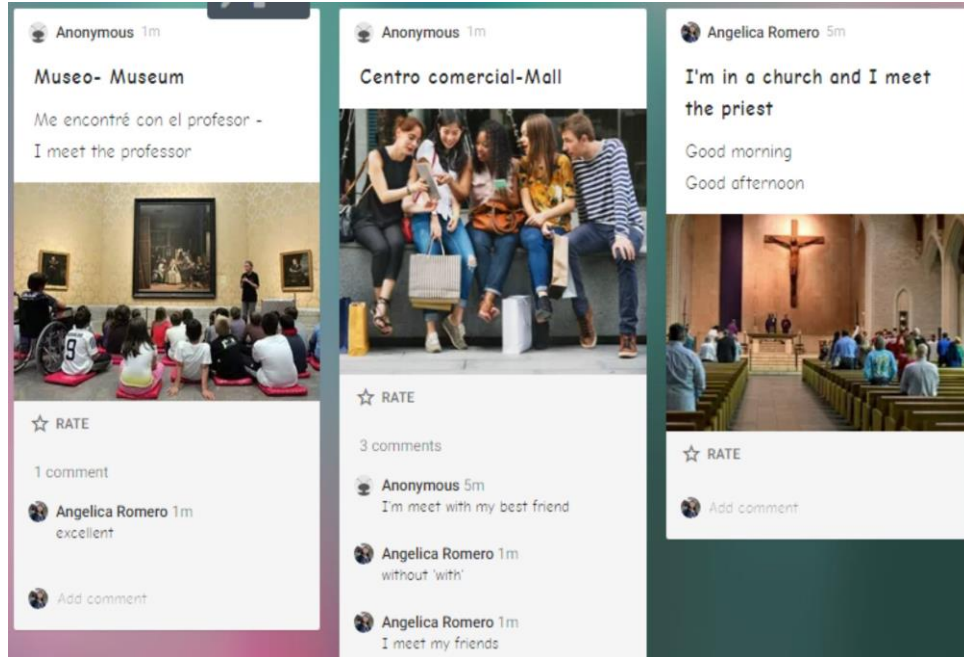 Anonymous 1m
Museo- Museum
Me encontré con el profesor -
I meet the professor
9
RATE
1 comment
Angelica Romero 1m
excellent
Add comment
Anonymous 1m
Centro comercial-Mall
RATE
3 comments
Anonymous 5m
I'm meet with my best friend
Angelica Romero 1m
without 'with'
Angelica Romero 1m
I meet my friends
Angelica Romero 5m
I'm in a church and I meet
the priest
Good morning
Good afternoon
RATE
Add comment